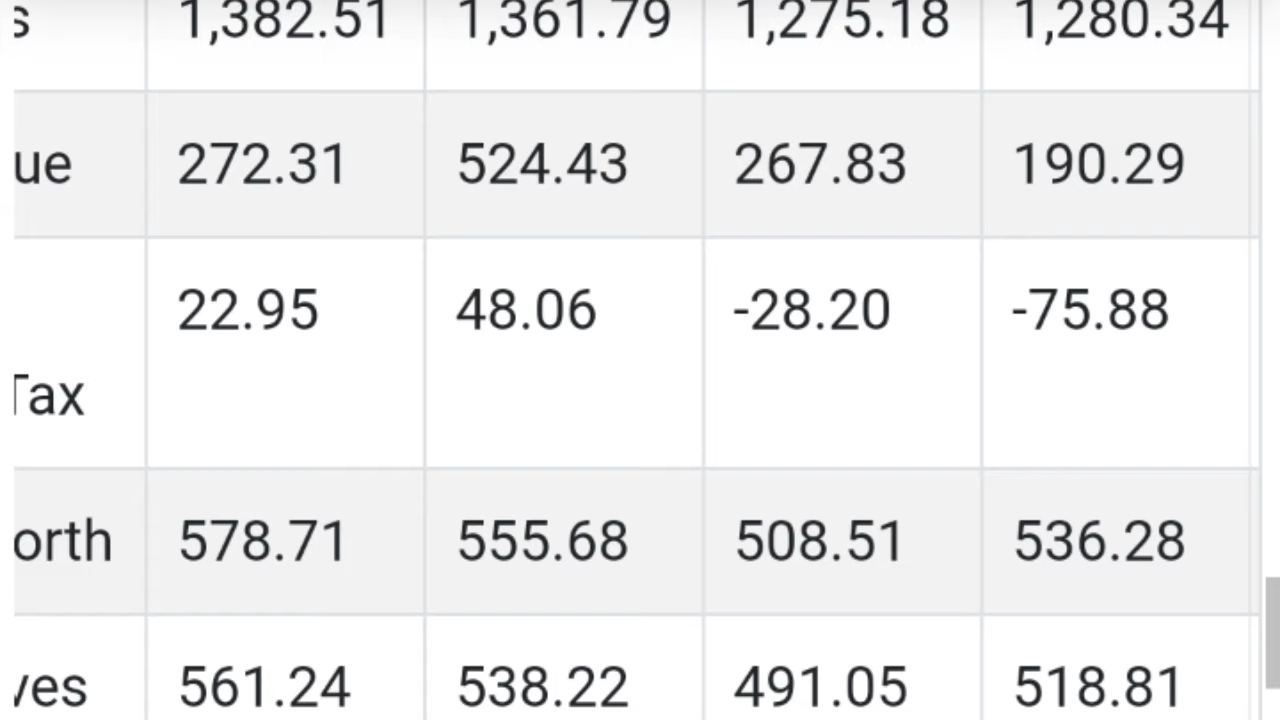 s 1,382.51 1,361.79 1,275.18 1,280.34
ue 272.31 524.43 267.83 190.29
22.95 48.06 -28.20 -75.88
Tax
orth 578.71 555.68 508.51 536.28
ves 561.24 538.22 491.05 518.81